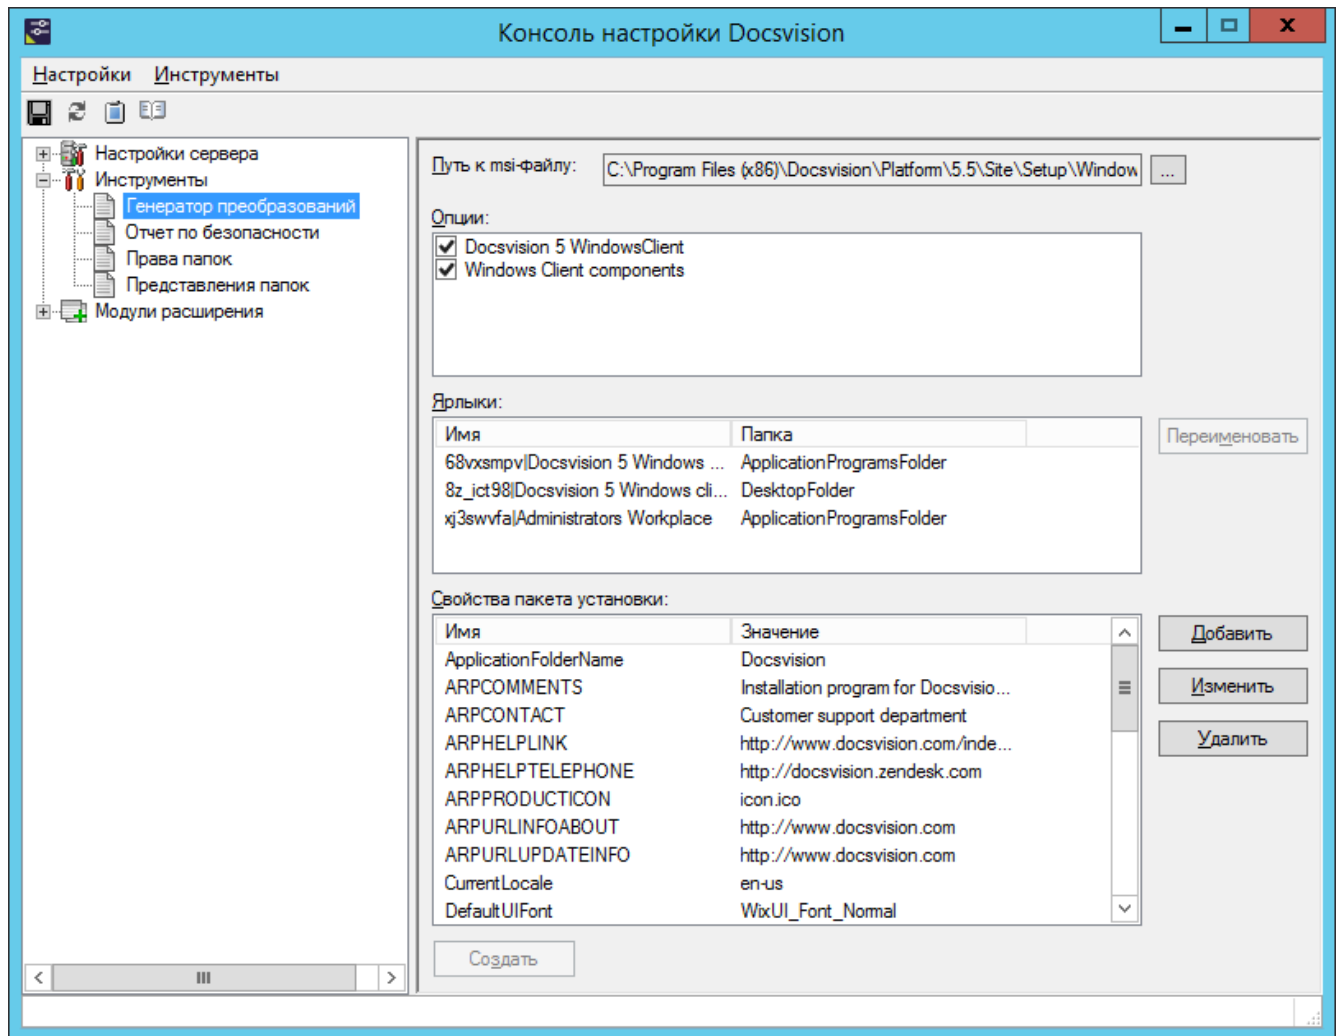 Консоль настройки Docsvision
Настройки Инструменты
Настройки сервера
Инструменты
Генератор преобразований
Отчет по безопасности
Права папок
Представления папок
Модули расширения
Путь к msi-файлу: C:\Program Files (x86)\Docsvision\Platform\5.5\Site\Setup\Window ...
Опции:
Docsvision 5 WindowsClient
Windows Client components
Ярлыки:
Имя Папка
68vxsmpv|Docsvision 5 Windows ... ApplicationProgramsFolder
8z_ict98|Docsvision 5 Windows cli... DesktopFolder
xj3swvfa|Administrators Workplace ApplicationProgramsFolder
Переименовать
Свойства пакета установки:
Имя Значение
ApplicationFolderName Docsvision
ARPCOMMENTS Installation program for Docsvisio...
ARPCONTACT Customer support department
ARPHELPLINK http://www.docsvision.com/inde...
ARPHELPTELEPHONE http://docsvision.zendesk.com
ARPPRODUCTICON icon.ico
ARPURLINFOABOUT http://www.docsvision.com
ARPURLUPDATEINFO http://www.docsvision.com
CurrentLocale en-us
DefaultUIFont WixUI_Font_Normal
Добавить
Изменить
Удалить
Создать